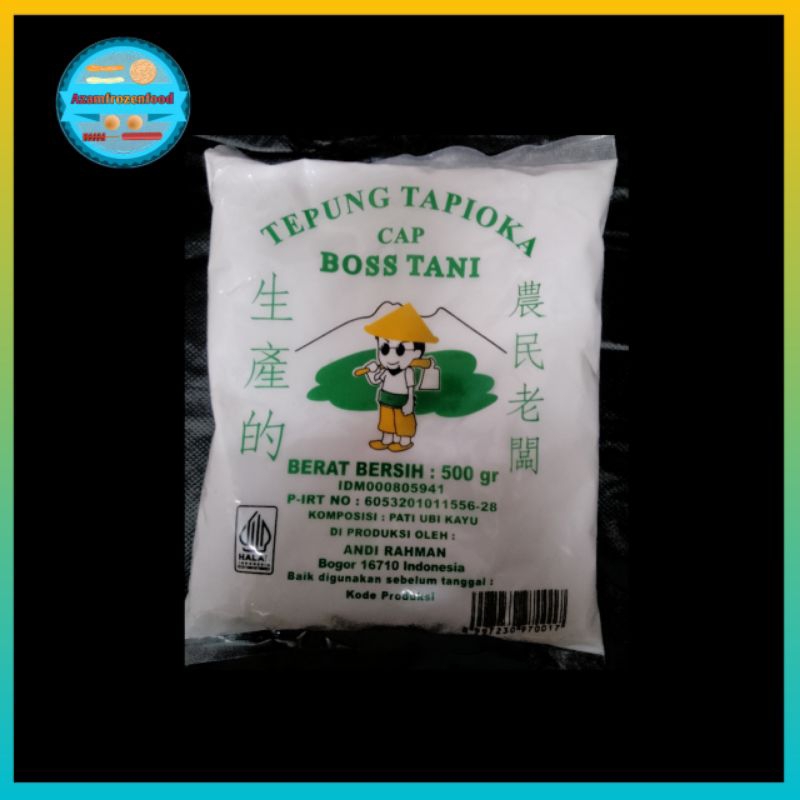 Azamfrozenfood
TEPUNG TAPIOKA
CAP
BOSS TANI
生產的
農民老闆
BERAT BERSIH : 500 gr
IDM000805941
P-IRT NO : 6053201011556-28
KOMPOSISI : PATI UBI KAYU
DI PRODUKSI OLEH :
ANDI RAHMAN
Bogor 16710 Indonesia
Baik digunakan sebelum tanggal :
Kode Produksi
HALAL
INDONESIA